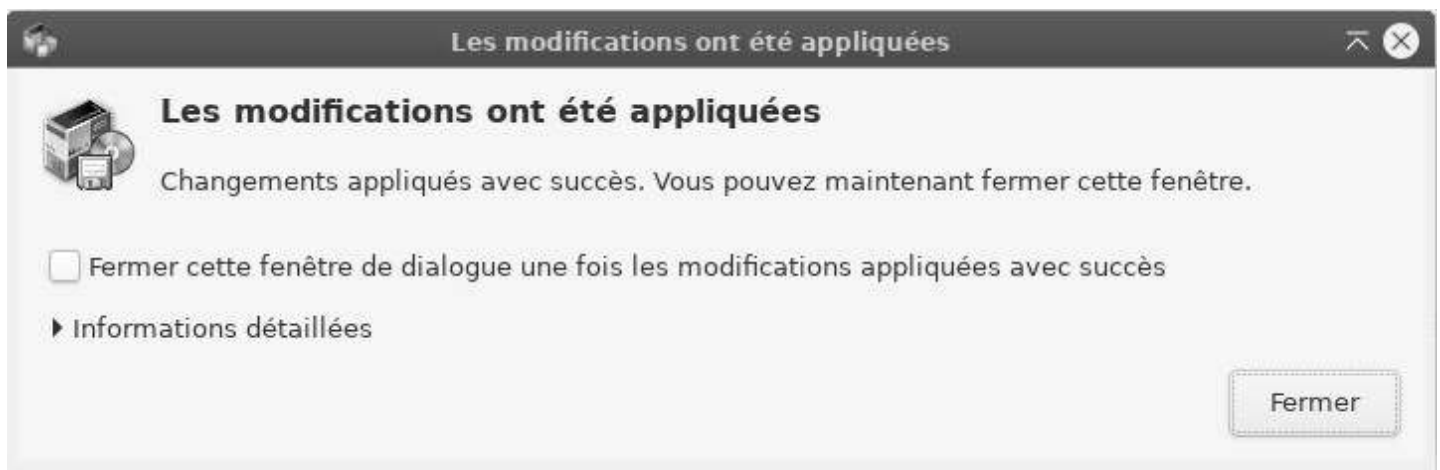 Les modifications ont été appliquées
Les modifications ont été appliquées
Changements appliqués avec succès. Vous pouvez maintenant fermer cette fenêtre.
Fermer cette fenêtre de dialogue une fois les modifications appliquées avec succès
Informations détaillées
Fermer